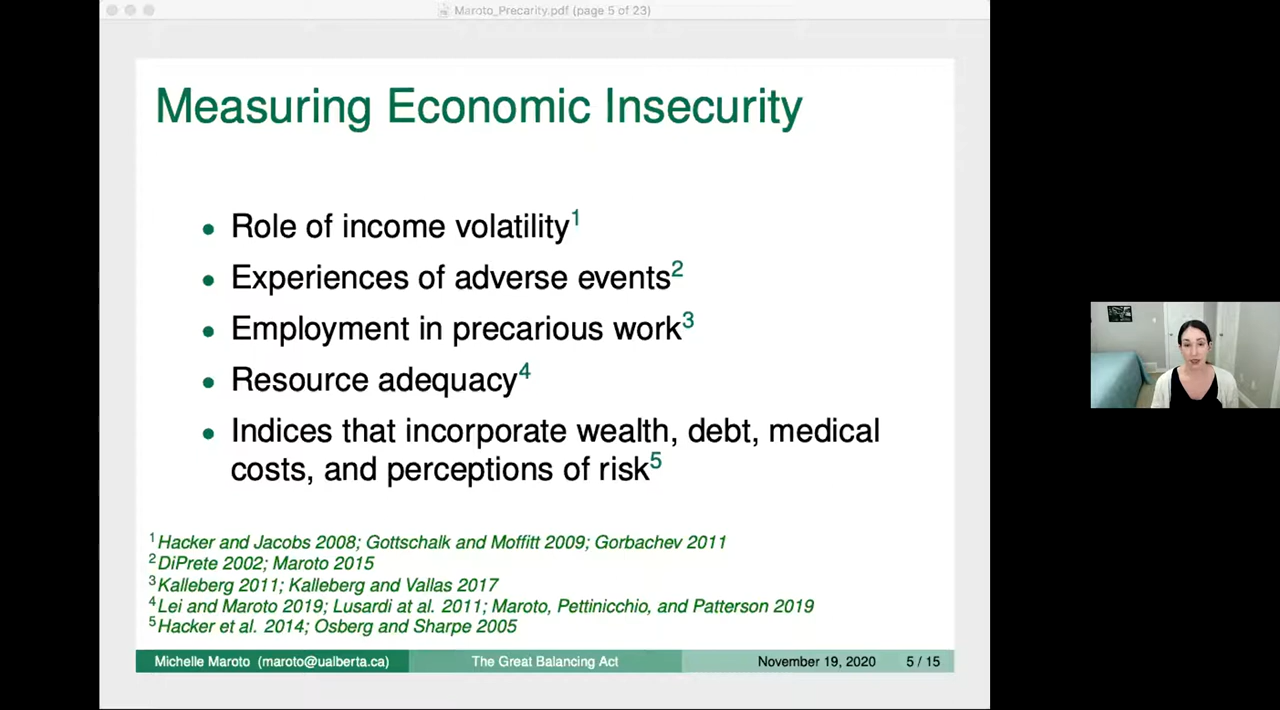 Maroto_Precarity.pdf (page 5 of 23)
Measuring Economic Insecurity
• Role of income volatility1
• Experiences of adverse events2
• Employment in precarious work3
• Resource adequacy4
• Indices that incorporate wealth, debt, medical
costs, and perceptions of risk5
1Hacker and Jacobs 2008; Gottschalk and Moffitt 2009; Gorbachev 2011
2DiPrete 2002; Maroto 2015
3Kalleberg 2011; Kalleberg and Vallas 2017
4Lei and Maroto 2019; Lusardi at al. 2011; Maroto, Pettinicchio, and Patterson 2019
5Hacker et al. 2014; Osberg and Sharpe 2005
Michelle Maroto (maroto@ualberta.ca) The Great Balancing Act November 19, 2020 5 / 15